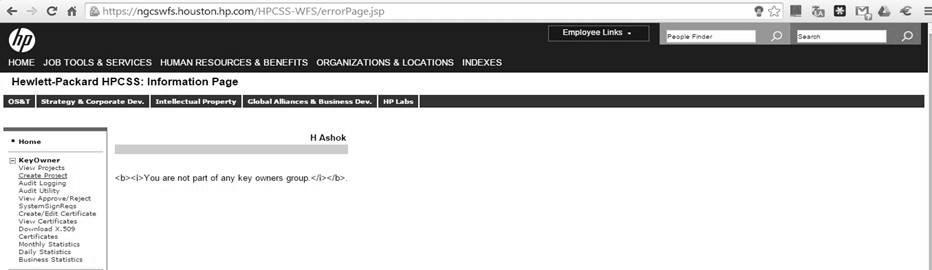 https://ngcswfs.houston.hp.com/HPCSS-WFS/errorPage.jsp
hp
Employee Links
People Finder
Search
HOME JOB TOOLS & SERVICES HUMAN RESOURCES & BENEFITS ORGANIZATIONS & LOCATIONS INDEXES
Hewlett-Packard HPCSS: Information Page
OS&T Strategy & Corporate Dev. Intellectual Property Global Alliances & Business Dev. HP Labs
Home
KeyOwner
View Projects
Create Project
Audit Logging
Audit Utility
View Approve/Reject
SystemSignReqs
Create/Edit Certificate
View Certificates
Download X.509
Certificates
Monthly Statistics
Daily Statistics
Business Statistics
H Ashok
<b><i>You are not part of any key owners group.</i></b>.